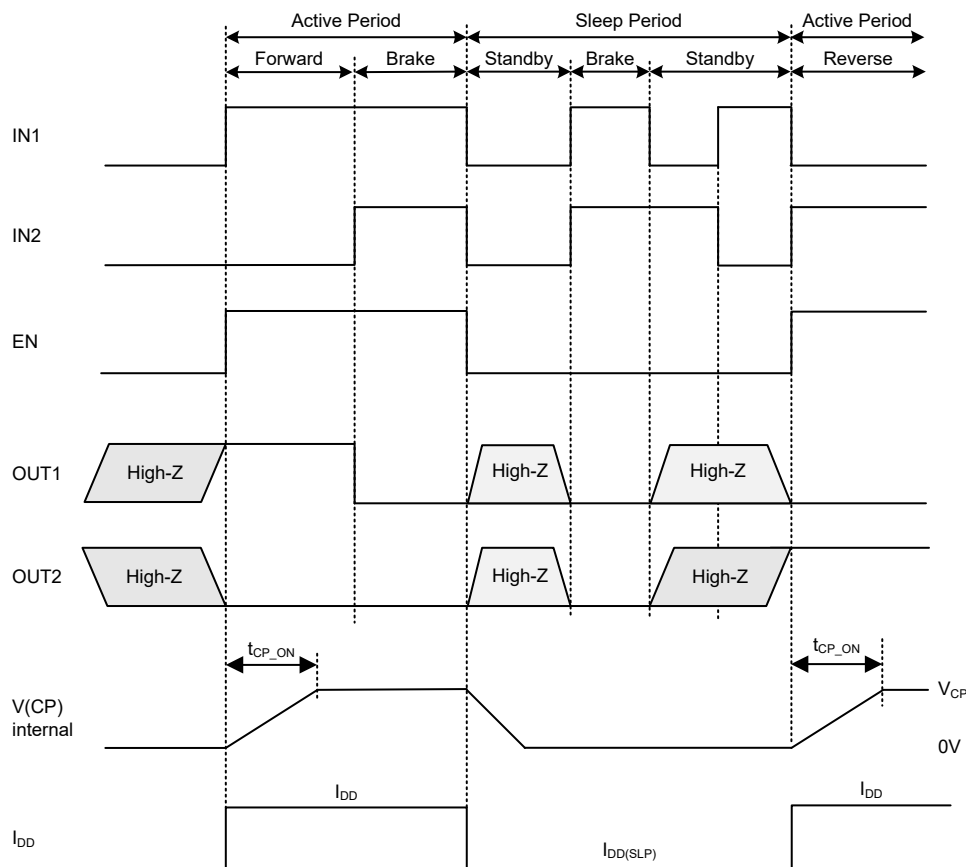 Active Period Sleep Period Active Period
Forward Brake Standby Brake Standby Reverse
IN1
IN2
EN
OUT1 High-Z High-Z High-Z
OUT2 High-Z High-Z High-Z
tCP_ON tCP_ON
V(CP) internal VCP 0V
IDD IDD IDD(SLP) IDD